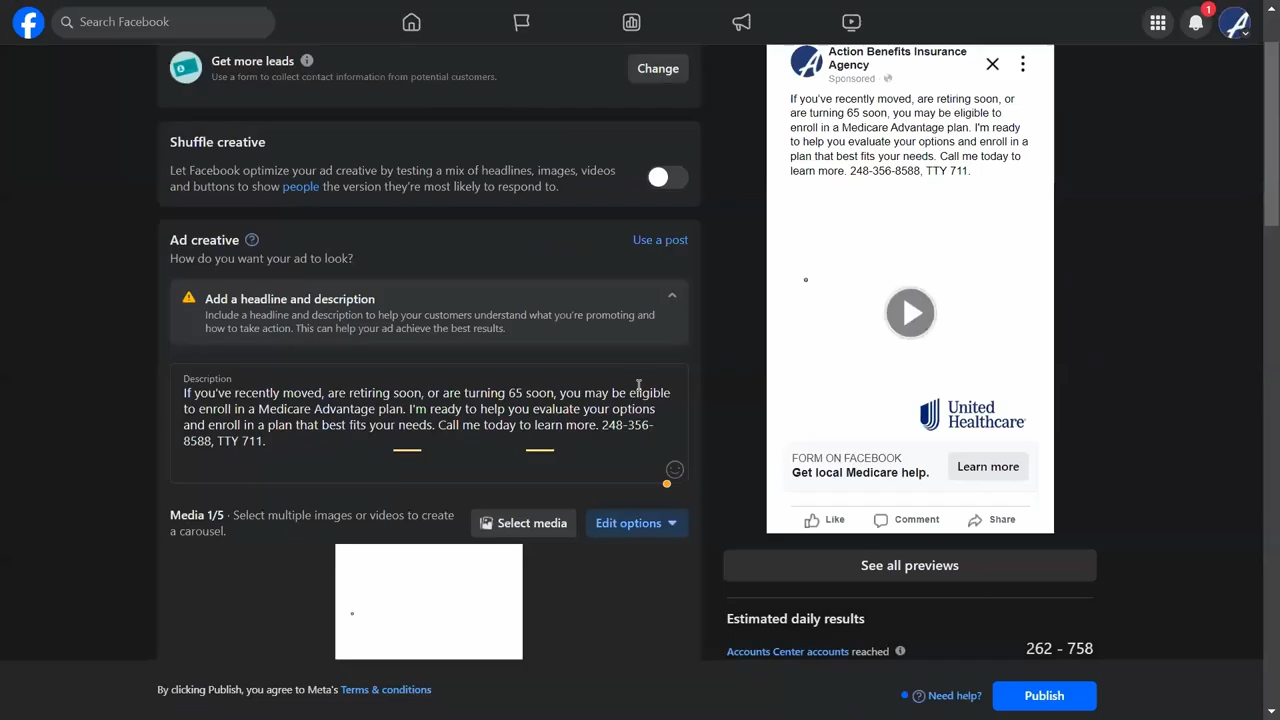 Search Facebook
1
Get more leads
Use a form to collect contact information from potential customers.
Change
Shuffle creative
Let Facebook optimize your ad creative by testing a mix of headlines, images, videos
and buttons to show people the version they're most likely to respond to.
Ad creative
Use a post
How do you want your ad to look?
Add a headline and description
Include a headline and description to help your customers understand what you're promoting and
how to take action. This can help your ad achieve the best results.
Description
If you've recently moved, are retiring soon, or are turning 65 soon, you may be eligible
to enroll in a Medicare Advantage plan. I'm ready to help you evaluate your options
and enroll in a plan that best fits your needs. Call me today to learn more. 248-356-
8588, TTY 711.
Media 1/5 · Select multiple images or videos to create
a carousel.
Select media
Edit options
Action Benefits Insurance
Agency
Sponsored ·
If you've recently moved, are retiring soon, or
are turning 65 soon, you may be eligible to
enroll in a Medicare Advantage plan. I'm ready
to help you evaluate your options and enroll in a
plan that best fits your needs. Call me today to
learn more. 248-356-8588, TTY 711.
United
Healthcare
FORM ON FACEBOOK
Get local Medicare help.
Learn more
Like
Comment
Share
See all previews
Estimated daily results
Accounts Center accounts reached
262 - 758
By clicking Publish, you agree to Meta's Terms & conditions
Need help?
Publish